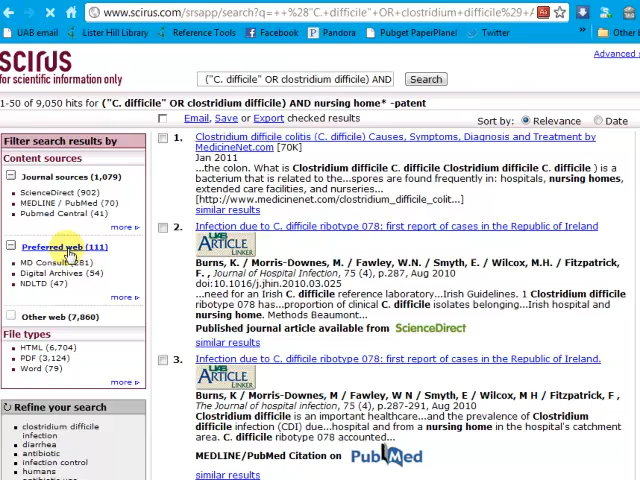 www.scirus.com/srsapp/search?q=++%28"C.+difficile"+OR+clostridium+difficile%29+
UAB email Lister Hill Library Reference Tools Facebook Pandora Pubget PaperPlanel Twitter Other
Advanced
SCIRUS
for scientific information only
("C. difficile" OR clostridium difficile) AND Search
1-50 of 9,050 hits for ("C. difficile" OR clostridium difficile) AND nursing home* -patent
Email, Save or Export checked results
Sort by: Relevance Date
Filter search results by
Content sources
Journal sources (1,079)
ScienceDirect (902)
MEDLINE / PubMed (70)
Pubmed Central (41)
more
Preferred web (111)
MD Consult (281)
Digital Archives (54)
NDLTD (47)
more
Other web (7,860)
File types
HTML (6,704)
PDF (3,124)
Word (79)
more
Refine your search
clostridium difficile
infection
diarrhea
antibiotic
infection control
humans
1. Clostridium difficile colitis (C. difficile) Causes, Symptoms, Diagnosis and Treatment by
MedicineNet.com [70K]
Jan 2011
...the colon. What is Clostridium difficile C. difficile Clostridium difficile C. difficile ) is a
bacterium that is related to the...spores are found frequently in: hospitals, nursing homes,
extended care facilities, and nurseries...
[http://www.medicinenet.com/clostridium_difficile_colit...]
similar results
2. Infection due to C. difficile ribotype 078: first report of cases in the Republic of Ireland
UAB
ARTICLE
LINKER
Burns, K. / Morris-Downes, M. / Fawley, W.N. / Smyth, E. / Wilcox, M.H. / Fitzpatrick,
F. , Journal of Hospital Infection, 75 (4), p.287, Aug 2010
doi:10.1016/j.jhin.2010.03.025
...need for an Irish C. difficile reference laboratory...Irish Guidelines. 1 Clostridium difficile
ribotype 078 has...proportion of clinical C. difficile isolates belonging...Irish hospital and
nursing home. Methods Beaumont...
Published journal article available from ScienceDirect
similar results
3. Infection due to C. difficile ribotype 078: first report of cases in the Republic of Ireland.
UAB
ARTICLE
LINKER
Burns, K / Morris-Downes, M / Fawley, W N / Smyth, E / Wilcox, M H / Fitzpatrick, F ,
The Journal of hospital infection, 75 (4), p.287-291, Aug 2010
Clostridium difficile is an important healthcare...and the prevalence of Clostridium
difficile infection (CDI) due...hospital and from a nursing home in the hospital's catchment
area. C. difficile ribotype 078 accounted...
MEDLINE/PubMed Citation on PubMed
similar results